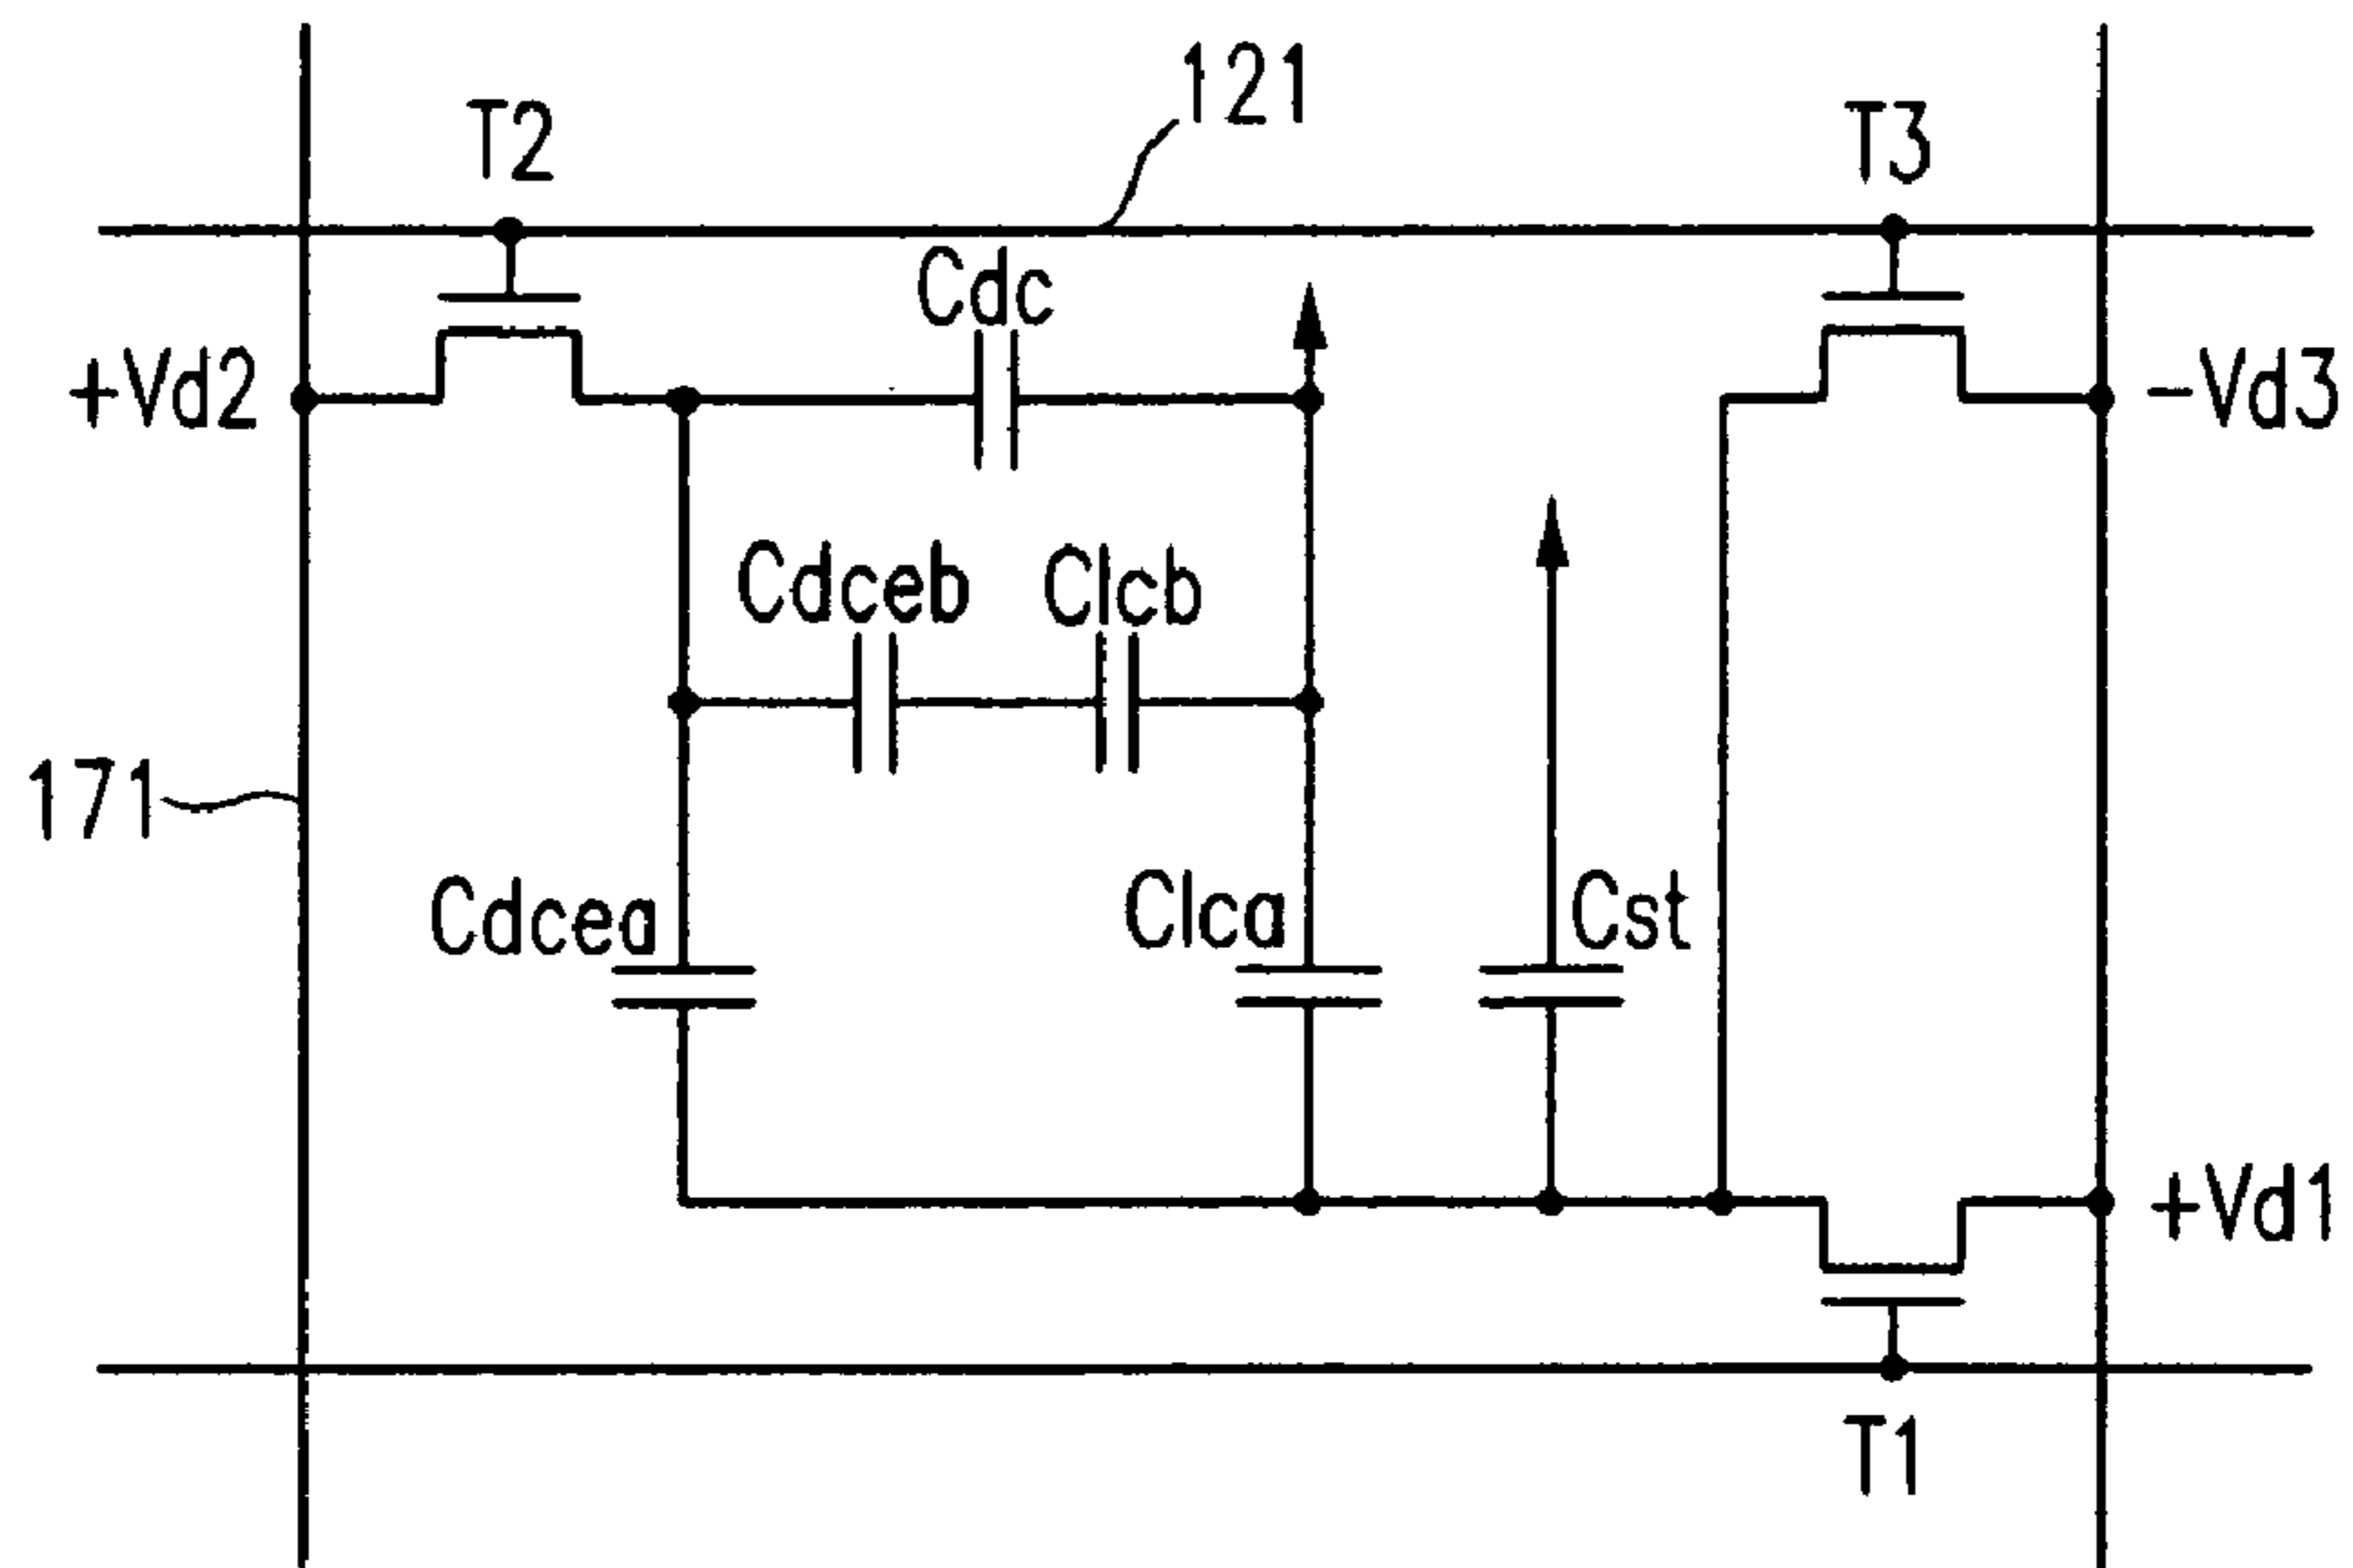 121
T2
T3
Cdc
+Vd2
-Vd3
Cdceb
Clcb
171
Cdcea
Clca
Cst
+Vd1
T1